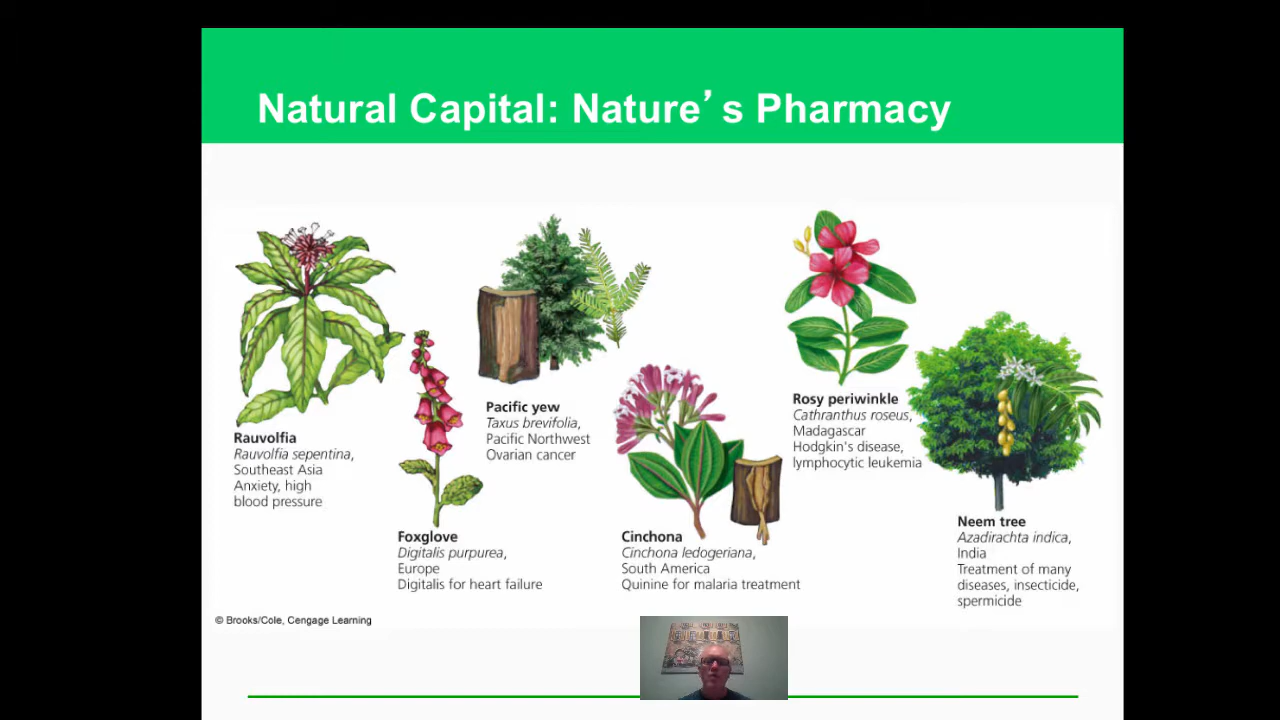 Natural Capital: Nature’s Pharmacy
Rauvolfia
Rauvolfia sepentina,
Southeast Asia
Anxiety, high
blood pressure
Foxglove
Digitalis purpurea,
Europe
Digitalis for heart failure
Pacific yew
Taxus brevifolia,
Pacific Northwest
Ovarian cancer
Cinchona
Cinchona ledogeriana,
South America
Quinine for malaria treatment
Rosy periwinkle
Cathranthus roseus,
Madagascar
Hodgkin's disease,
lymphocytic leukemia
Neem tree
Azadirachta indica,
India
Treatment of many
diseases, insecticide,
spermicide
© Brooks/Cole, Cengage Learning